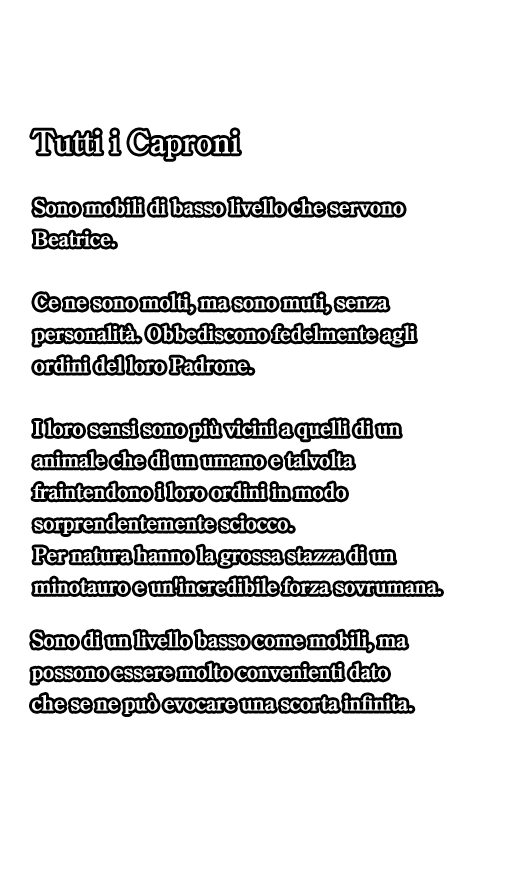 Tutti i Caproni
Sono mobili di basso livello che servono
Beatrice.
Ce ne sono molti, ma sono muti, senza
personalità. Obbediscono fedelmente agli
ordini del loro Padrone.
I loro sensi sono più vicini a quelli di un
animale che di un umano e talvolta
fraintendono i loro ordini in modo
sorprendentemente sciocco.
Per natura hanno la grossa stazza di un
minotauro e un'incredibile forza sovrumana.
Sono di un livello basso come mobili, ma
possono essere molto convenienti dato
che se ne può evocare una scorta infinita.